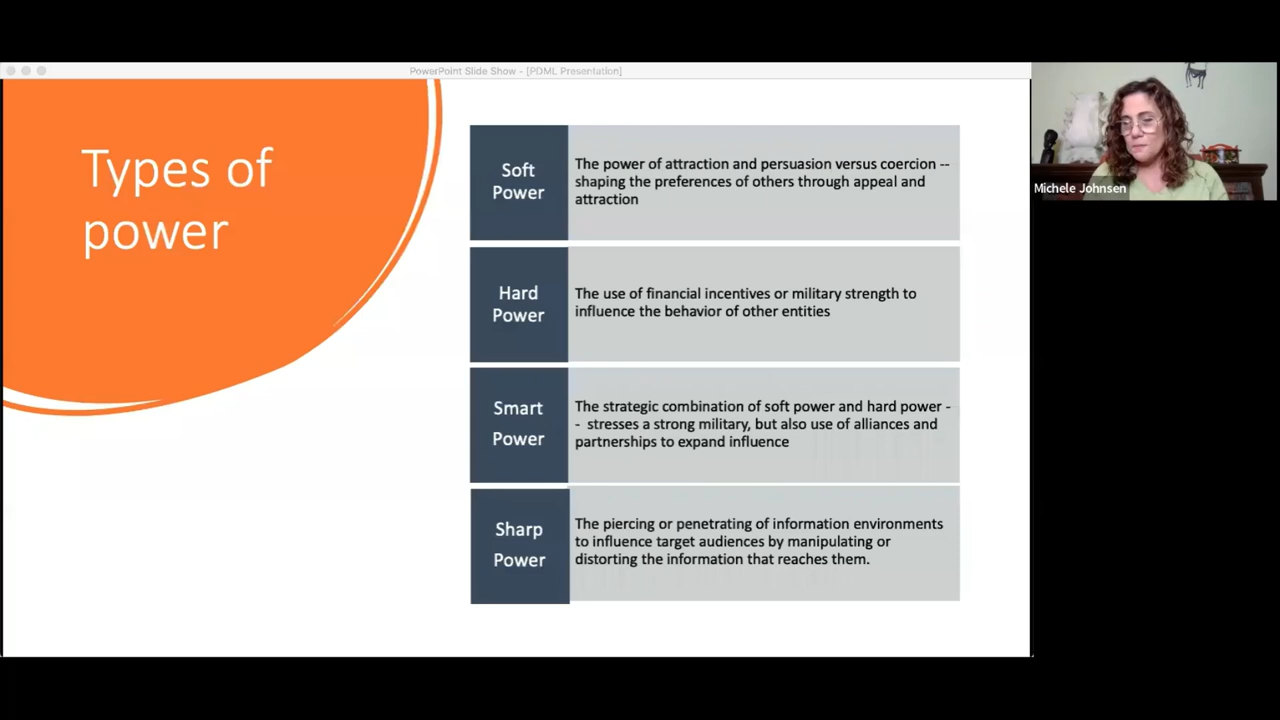 PowerPoint Slide Show - [PDML Presentation]
Types of
power
Soft
Power
The power of attraction and persuasion versus coercion --
shaping the preferences of others through appeal and
attraction
Hard
Power
The use of financial incentives or military strength to
influence the behavior of other entities
Smart
Power
The strategic combination of soft power and hard power -
- stresses a strong military, but also use of alliances and
partnerships to expand influence
Sharp
Power
The piercing or penetrating of information environments
to influence target audiences by manipulating or
distorting the information that reaches them.
Michele Johnsen